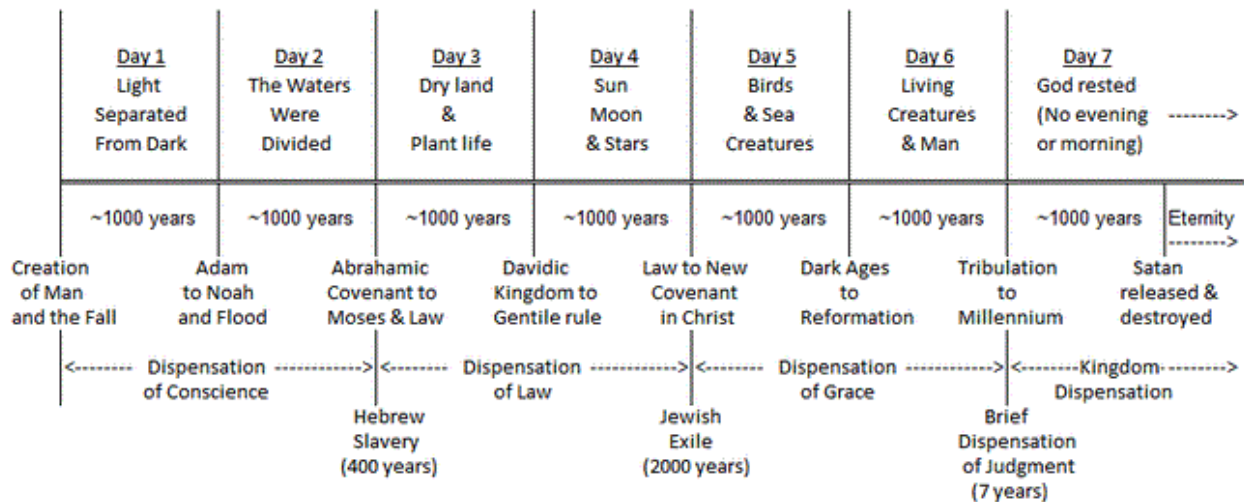 Day 1
Light
Separated
From Dark
Day 2
The Waters
Were
Divided
Day 3
Dry land
&
Plant life
Day 4
Sun
Moon
& Stars
Day 5
Birds
& Sea
Creatures
Day 6
Living
Creatures
& Man
Day 7
God rested
(No evening -------->
or morning)
~1000 years
~1000 years
~1000 years
~1000 years
~1000 years
~1000 years
~1000 years
Eternity
-------->
Creation
of Man
and the Fall
Adam
to Noah
and Flood
Abrahamic
Covenant to
Moses & Law
Davidic
Kingdom to
Gentile rule
Law to New
Covenant
in Christ
Dark Ages
to
Reformation
Tribulation
to
Millennium
Satan
released &
destroyed
<-------- Dispensation ------------>
of Conscience
<-------- Dispensation ------------>
of Law
<-------- Dispensation ------------>
of Grace
<--------Kingdom-------->
Dispensation
Hebrew
Slavery
(400 years)
Jewish
Exile
(2000 years)
Brief
Dispensation
of Judgment
(7 years)